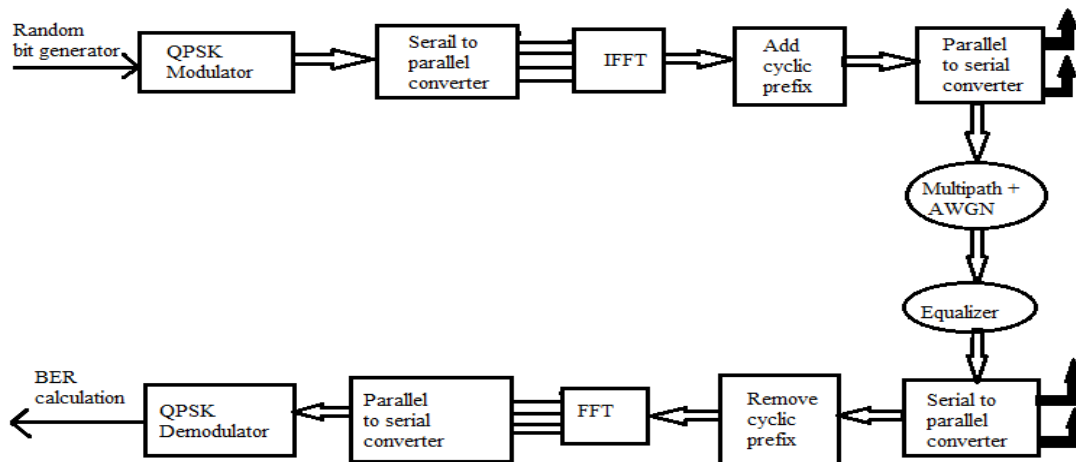 Random
bit generator
QPSK
Modulator
Serail to
parallel
converter
IFFT
Add
cyclic
prefix
Parallel
to serial
converter
Multipath +
AWGN
Equalizer
Serial to
parallel
converter
Remove
cyclic
prefix
FFT
Parallel
to serial
converter
QPSK
Demodulator
BER
calculation